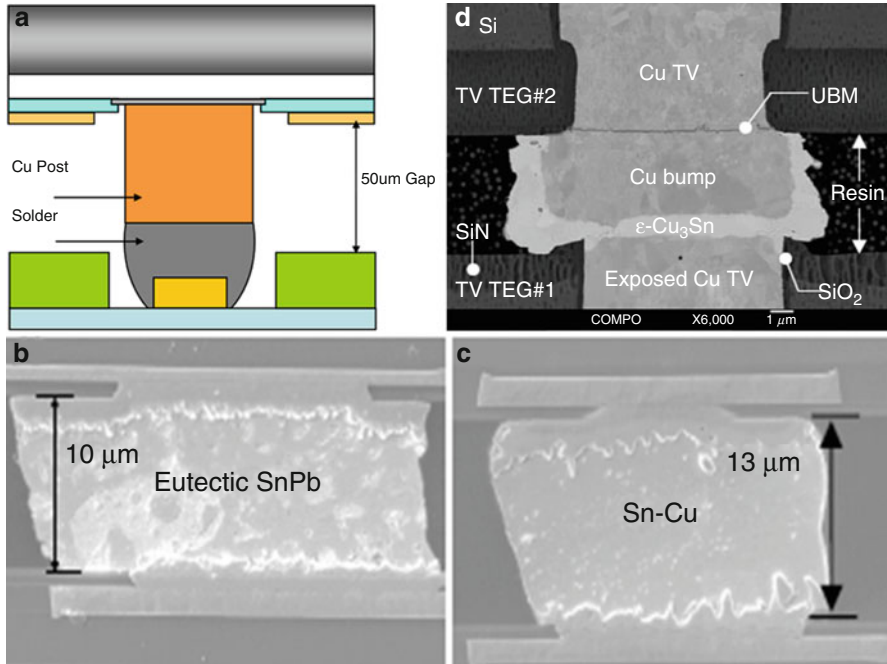 a
Cu Post
Solder
50um Gap
d
Si
Cu TV
TV TEG#2
UBM
Cu bump
Resin
ε-Cu3Sn
SiN
Exposed Cu TV
TV TEG#1
SiO2
COMPO X6,000 1 μm
b
10 μm
Eutectic SnPb
c
13 μm
Sn-Cu